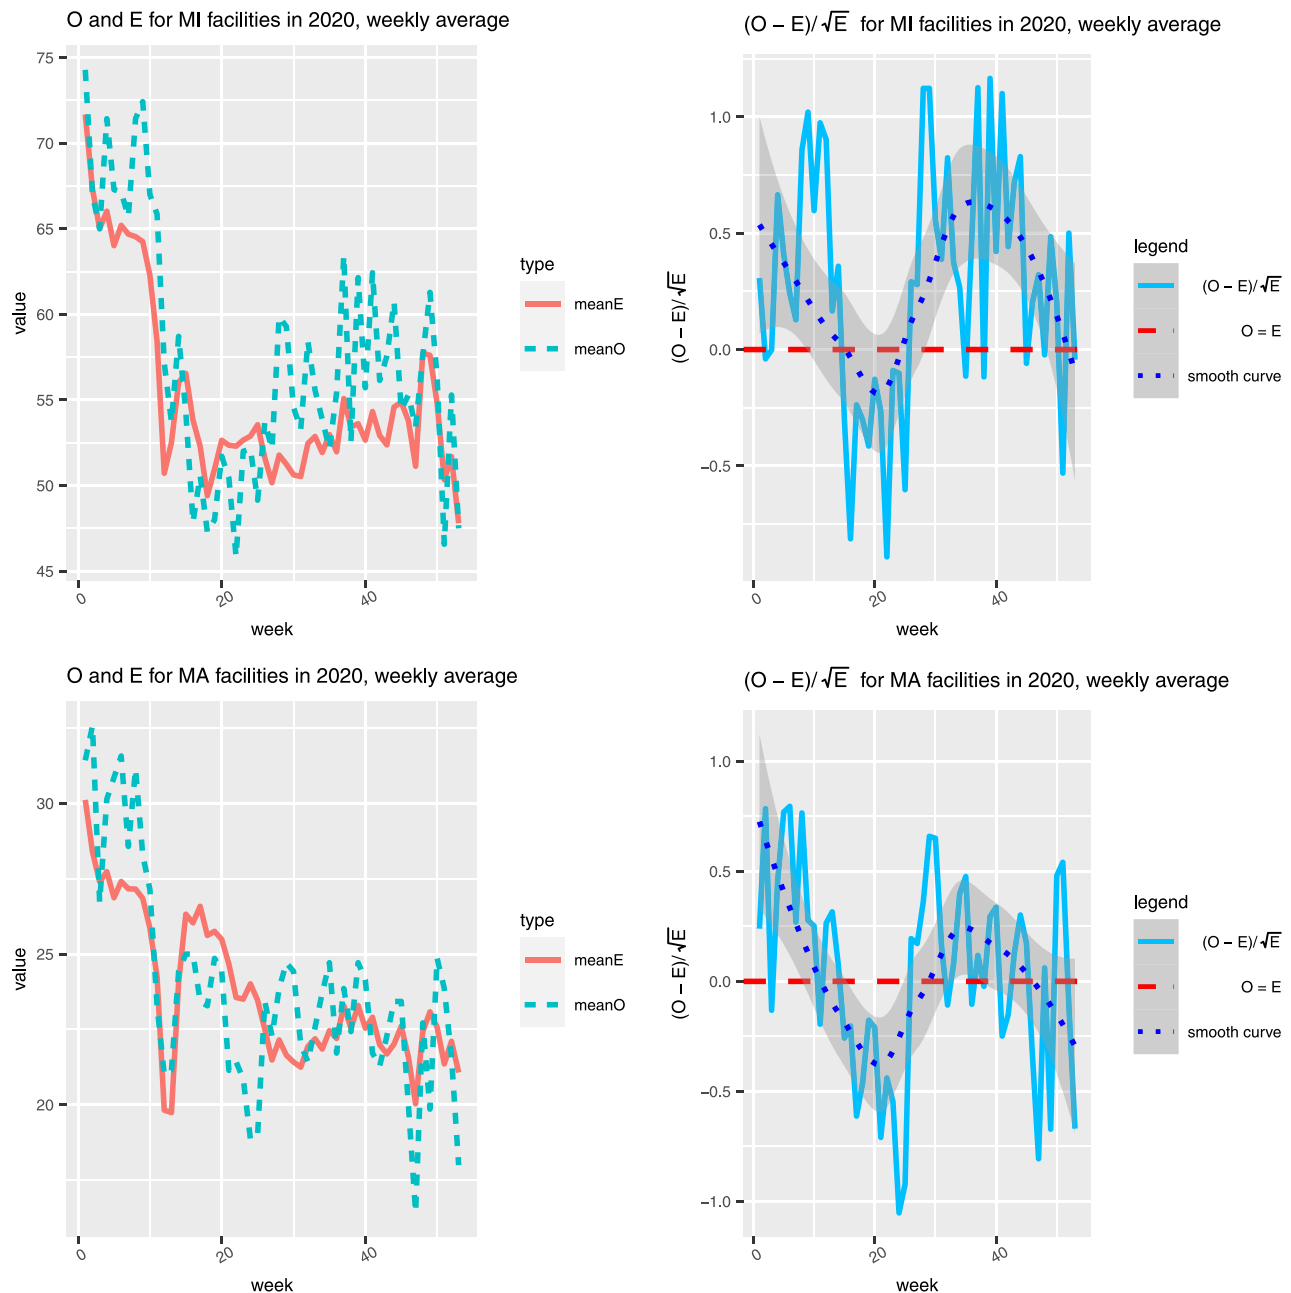 O and E for MI facilities in 2020, weekly average
75
70
65
60
55
50
45
value
0
20
40
week
type
meanE
meanO
(O − E)/√E for MI facilities in 2020, weekly average
1.0
0.5
0.0
−0.5
(O − E)/√E
0
20
40
week
legend
(O − E)/√E
O = E
smooth curve
O and E for MA facilities in 2020, weekly average
30
25
20
value
0
20
40
week
type
meanE
meanO
(O − E)/√E for MA facilities in 2020, weekly average
1.0
0.5
0.0
−0.5
−1.0
(O − E)/√E
0
20
40
week
legend
(O − E)/√E
O = E
smooth curve